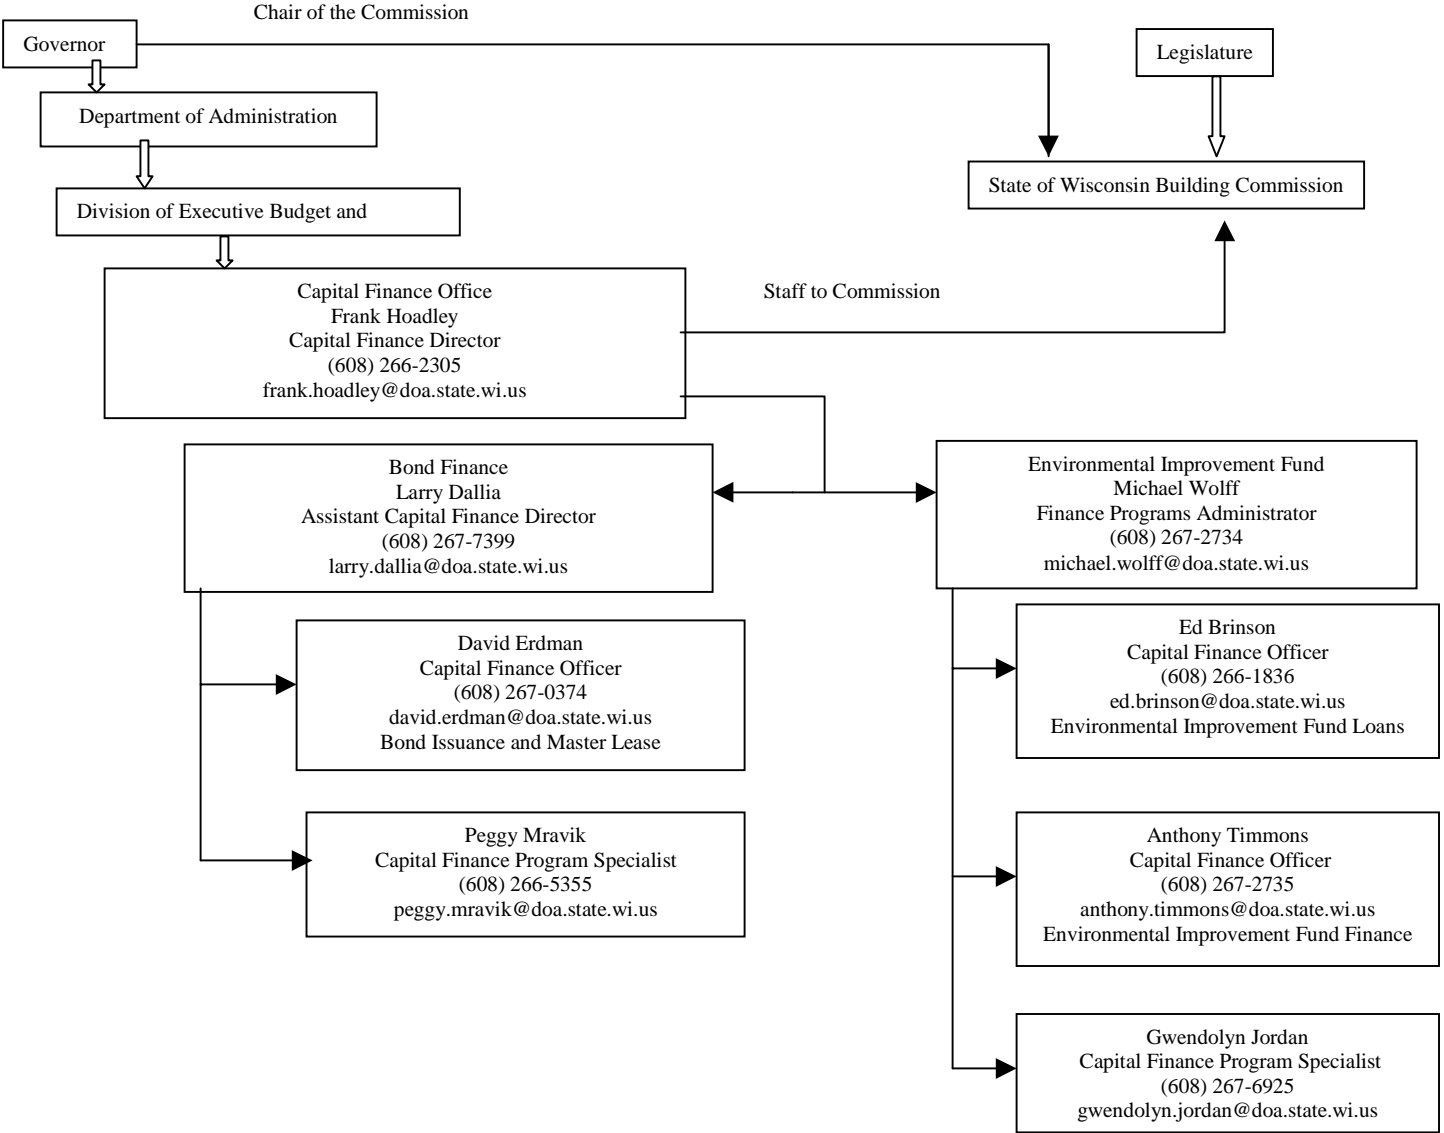 Chair of the Commission
Governor
Legislature
Department of Administration
State of Wisconsin Building Commission
Division of Executive Budget and
Capital Finance Office
Frank Hoadley
Capital Finance Director
(608) 266-2305
frank.hoadley@doa.state.wi.us
Staff to Commission
Bond Finance
Larry Dallia
Assistant Capital Finance Director
(608) 267-7399
larry.dallia@doa.state.wi.us
Environmental Improvement Fund
Michael Wolff
Finance Programs Administrator
(608) 267-2734
michael.wolff@doa.state.wi.us
David Erdman
Capital Finance Officer
(608) 267-0374
david.erdman@doa.state.wi.us
Bond Issuance and Master Lease
Ed Brinson
Capital Finance Officer
(608) 266-1836
ed.brinson@doa.state.wi.us
Environmental Improvement Fund Loans
Peggy Mravik
Capital Finance Program Specialist
(608) 266-5355
peggy.mravik@doa.state.wi.us
Anthony Timmons
Capital Finance Officer
(608) 267-2735
anthony.timmons@doa.state.wi.us
Environmental Improvement Fund Finance
Gwendolyn Jordan
Capital Finance Program Specialist
(608) 267-6925
gwendolyn.jordan@doa.state.wi.us